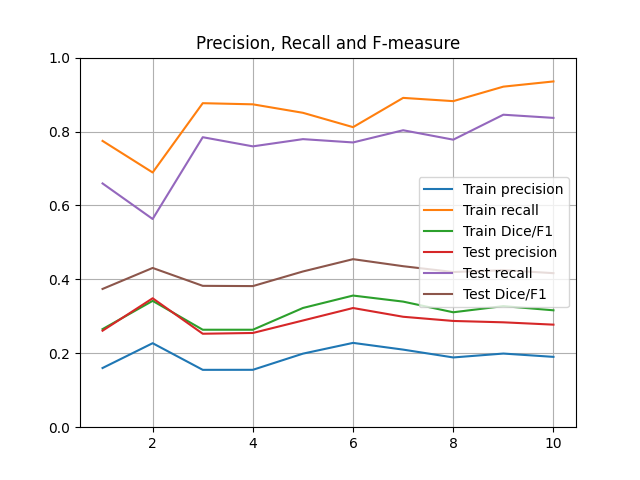 Precision, Recall and F-measure
1.0
0.8
0.6
0.4
0.2
0.0
Train precision
Train recall
Train Dice/F1
Test precision
Test recall
Test Dice/F1
2 4 6 8 10